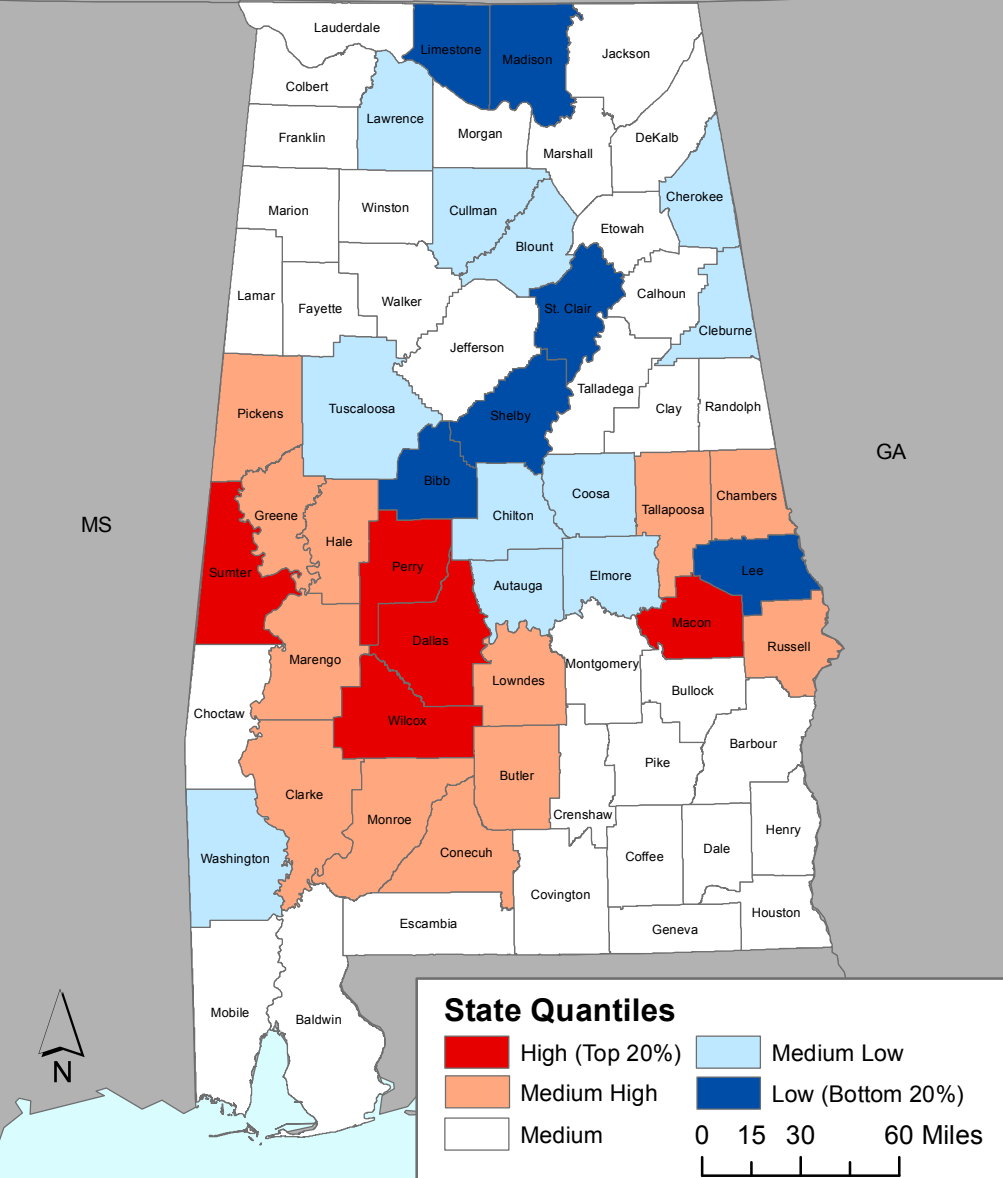 Lauderdale
Limestone
Madison
Jackson
Colbert
Lawrence
Franklin
Morgan
Marshall
DeKalb
Cherokee
Marion
Winston
Cullman
Blount
Etowah
Lamar
Fayette
Walker
St. Clair
Calhoun
Cleburne
Jefferson
Talladega
Pickens
Tuscaloosa
Shelby
Clay
Randolph
GA
Bibb
Coosa
Tallapoosa
Chambers
MS
Greene
Hale
Chilton
Sumter
Perry
Autauga
Elmore
Lee
Macon
Dallas
Russell
Marengo
Lowndes
Montgomery
Bullock
Choctaw
Wilcox
Barbour
Pike
Butler
Clarke
Monroe
Crenshaw
Henry
Washington
Conecuh
Coffee
Dale
Covington
Houston
Escambia
Geneva
Mobile
Baldwin
N
State Quantiles
High (Top 20%)
Medium Low
Medium High
Low (Bottom 20%)
Medium
0 15 30 60 Miles